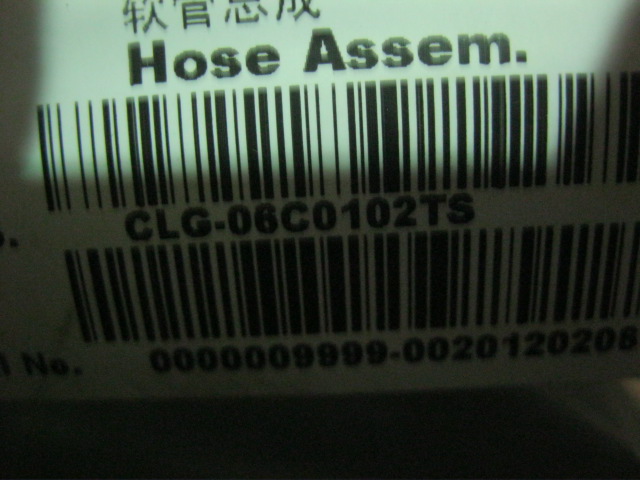 软管总成
Hose Assem.
CLG-06C0102TS
No. 0000009999-0020120208